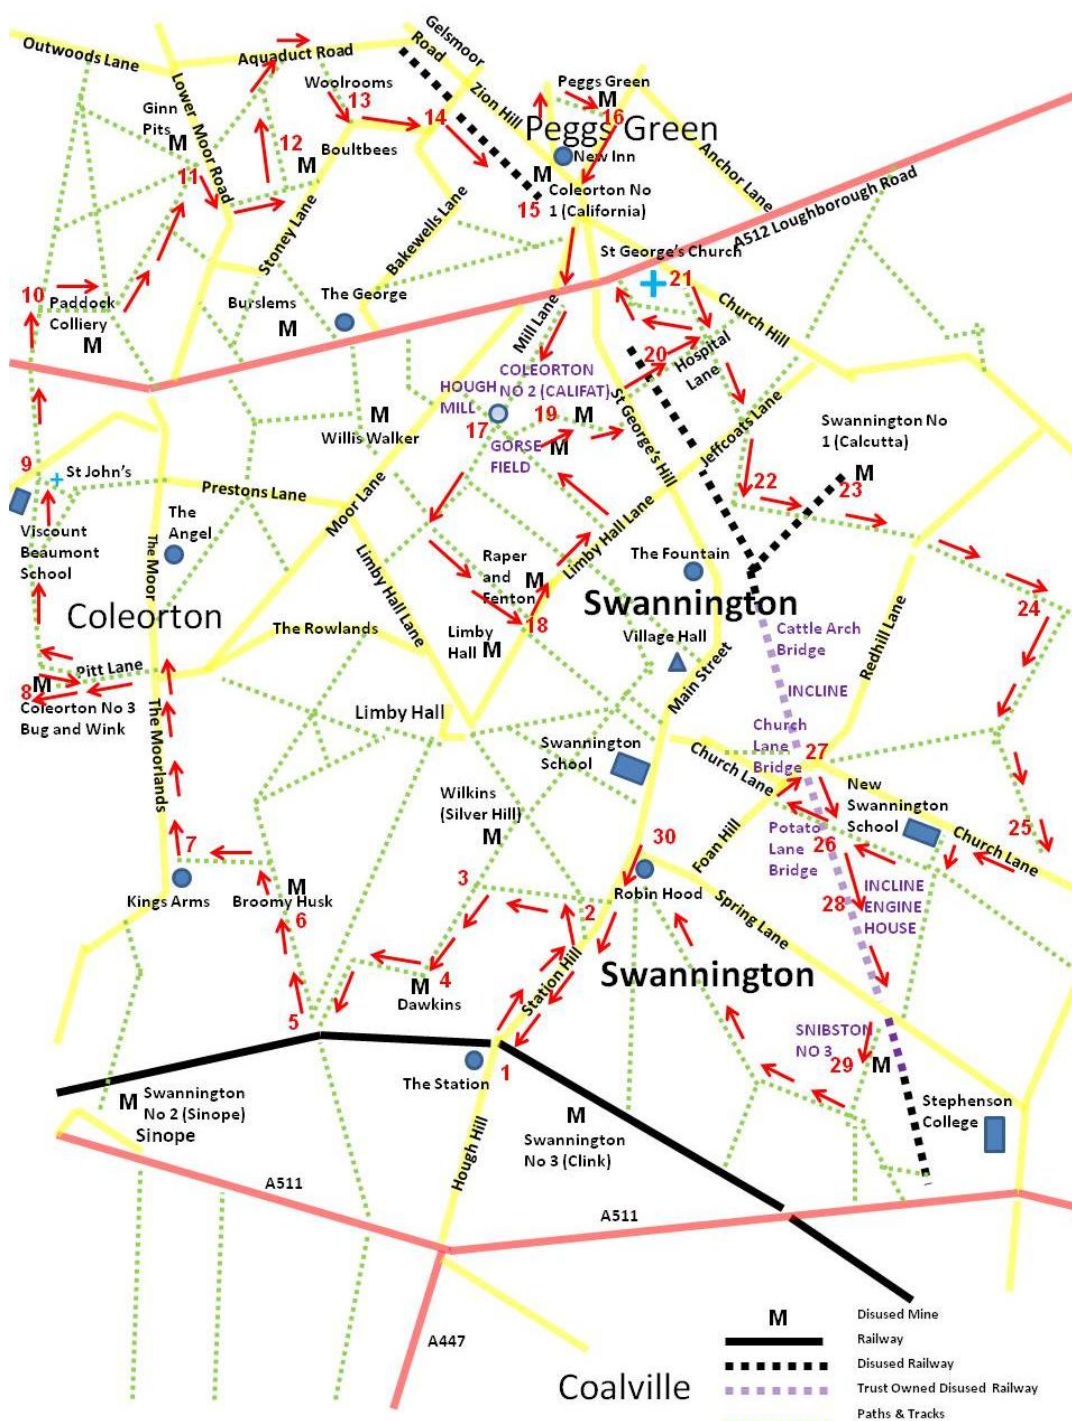 Outwoods Lane
Aquaduct Road
Gelsmoor
Road
Lower Moor Road
Woolrooms
13
Zion Hill
Peggs Green
M
16
Peggs Green
Ginn
Pits
M
12
Boultbees
M
14
New Inn
M
Anchor Lane
11
Coleorton No
1 (California)
15
A512 Loughborough Road
Stoney Lane
Bakewells Lane
St George's Church
21
10
Paddock
Colliery
M
Burslems
M
The George
Mill Lane
Church Hill
20
Hospital
Lane
COLEORTON
NO 2 (CALIFAT)
HOUGH
MILL
19
M
17
GORSE
FIELD
M
M
Willis Walker
St George's Hill
Jeffcoats Lane
Swannington No
1 (Calcutta)
M
22
23
9
St John's
Prestons Lane
Moor Lane
Viscount
Beaumont
School
The Moor
The
Angel
Limby Hall Lane
Raper
and
Fenton
M
Limby Hall Lane
The Fountain
Swannington
24
Coleorton
The Rowlands
Limby
Hall
M
18
Village Hall
Cattle Arch
Bridge
Redhill Lane
Pitt Lane
8
M
Coleorton No 3
Bug and Wink
The Moorlands
Limby Hall
Main Street
INCLINE
Swannington
School
Church Lane
Church
Lane
Bridge
27
Wilkins
(Silver Hill)
M
New
Swannington
School
Church Lane
25
7
30
Foan Hill
Potato
Lane
Bridge
26
Kings Arms
Broomy Husk
M
6
3
2
Robin Hood
Spring Lane
28
INCLINE
ENGINE
HOUSE
4
M
Dawkins
Station Hill
Swannington
5
The Station
1
SNIBSTON
NO 3
29
M
M
Swannington
No 2 (Sinope)
Sinope
Hough Hill
M
Swannington
No 3 (Clink)
Stephenson
College
A511
A511
A447
Coalville
M
Disused Mine
Railway
Disused Railway
Trust Owned Disused Railway
Paths & Tracks